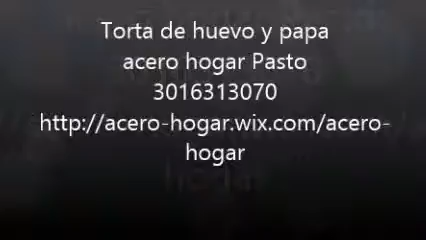 Torta de huevo y papa
acero hogar Pasto
3016313070
http://acero-hogar.wix.com/acero-
hogar